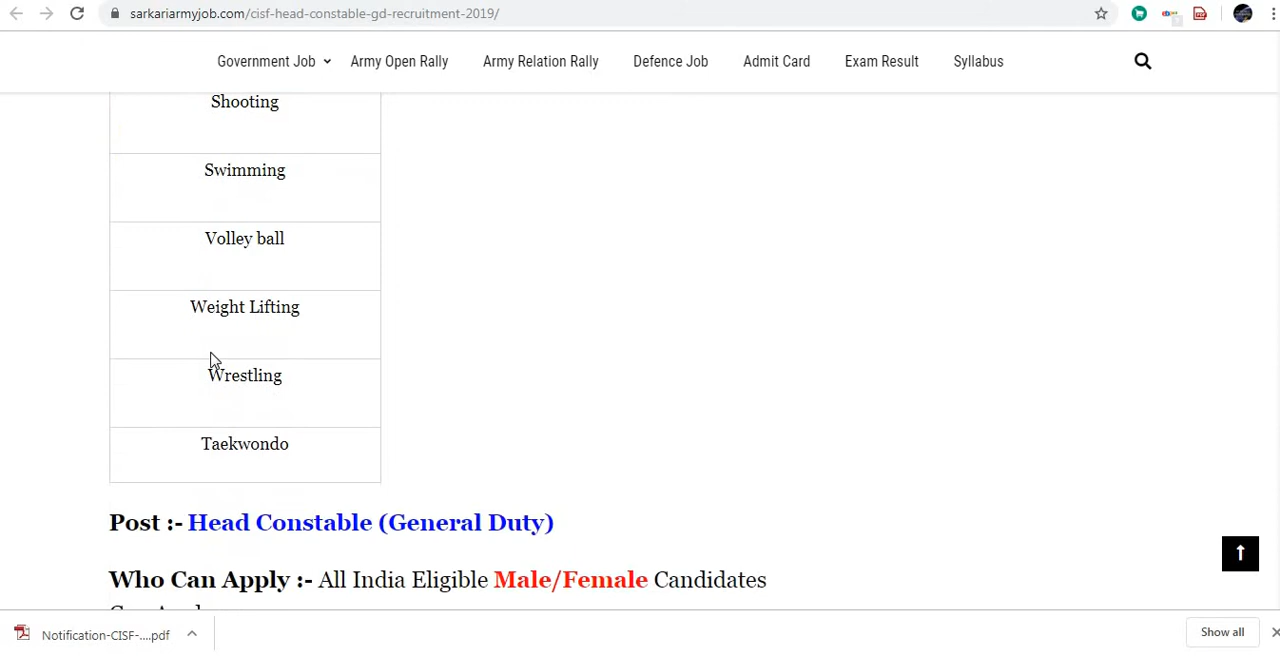 sarkariarmyjob.com/cisf-head-constable-gd-recruitment-2019/
Government Job Army Open Rally Army Relation Rally Defence Job Admit Card Exam Result Syllabus
Shooting
Swimming
Volley ball
Weight Lifting
Wrestling
Taekwondo
Post :- Head Constable (General Duty)
Who Can Apply :- All India Eligible Male/Female Candidates
Notification-CISF-....pdf
Show all